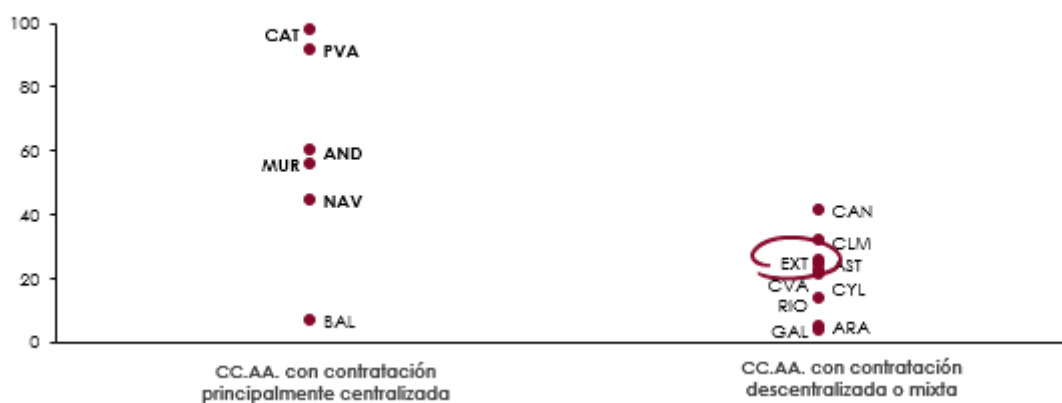 100
CAT
PVA
80
60
AND
MUR
NAV
40
CAN
CLM
EXT
AST
20
CVA
CYL
RIO
BAL
GAL
ARA
0
CC.AA. con contratación
principalmente centralizada
CC.AA. con contratación
descentralizada o mixta